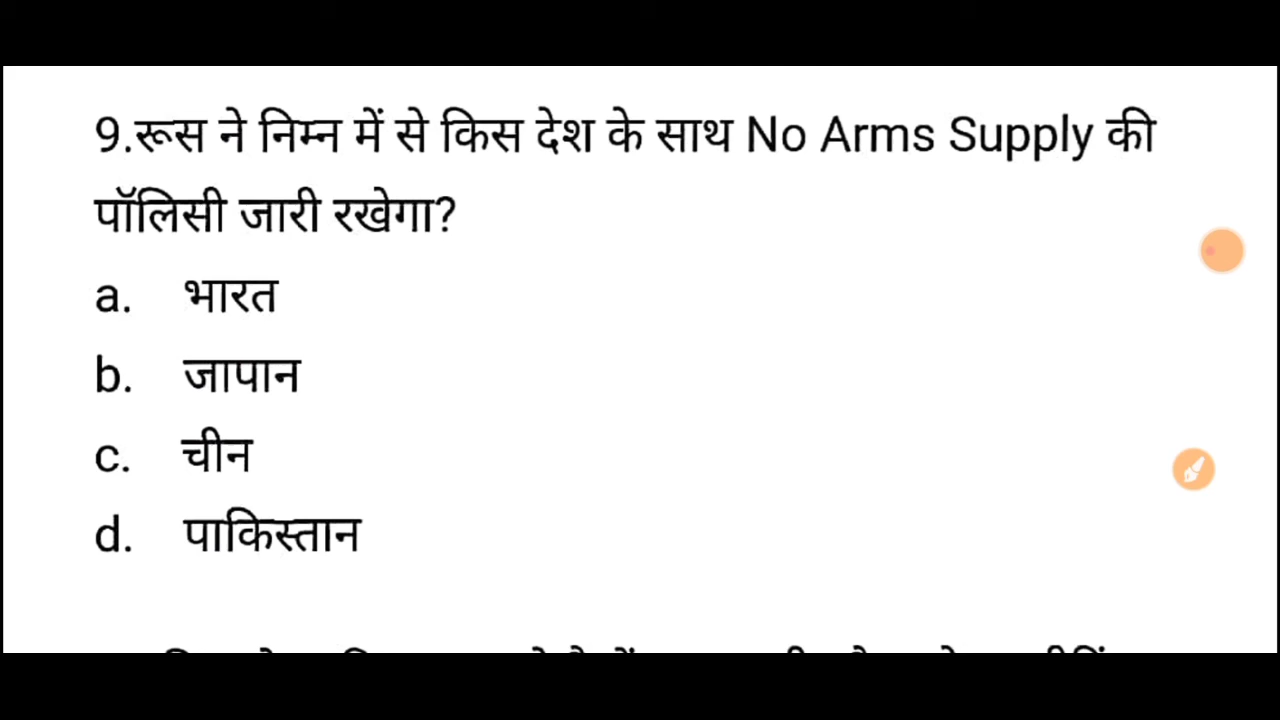 9.रूस ने निम्न में से किस देश के साथ No Arms Supply की
पॉलिसी जारी रखेगा?
a. भारत
b. जापान
c. चीन
d. पाकिस्तान